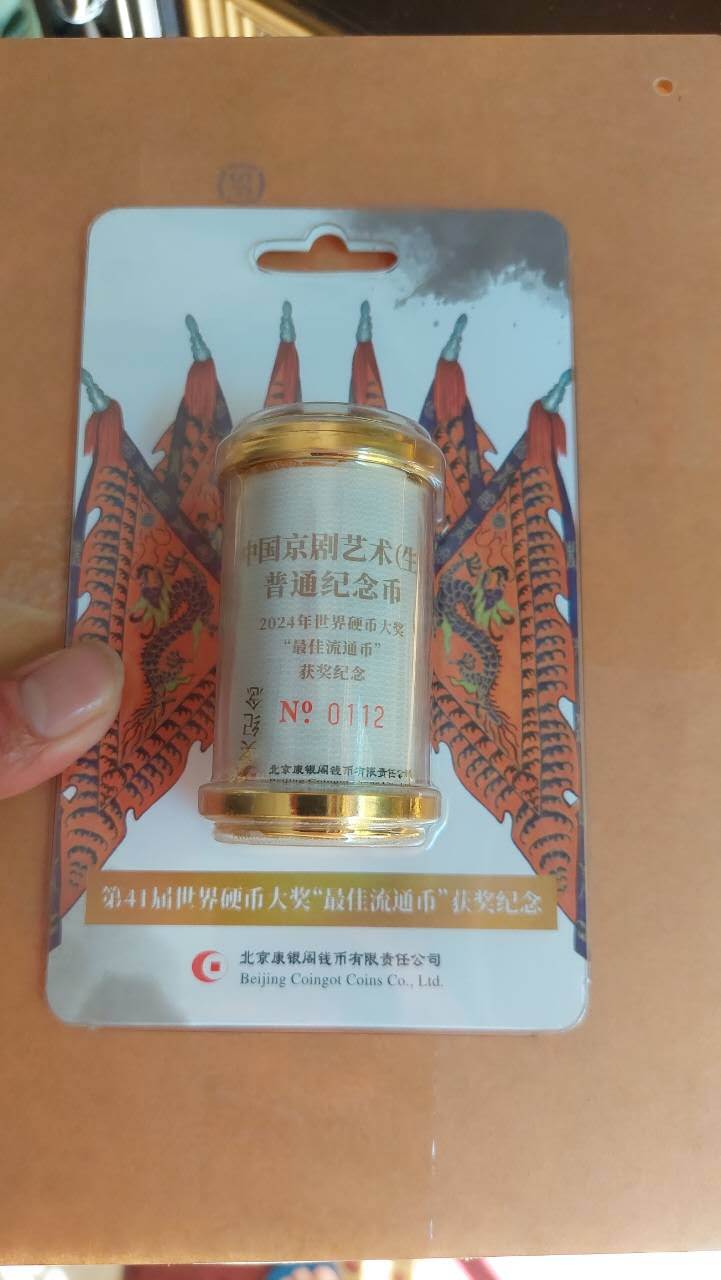 中国京剧艺术(生
普通纪念币
2024年世界硬币大奖
“最佳流通币”
获奖纪念
纪念
Nº 0112
北京康银阁钱币有限责任公
第41届世界硬币大奖“最佳流通币”获奖纪念
北京康银阁钱币有限责任公司
Beijing Coingot Coins Co., Ltd.